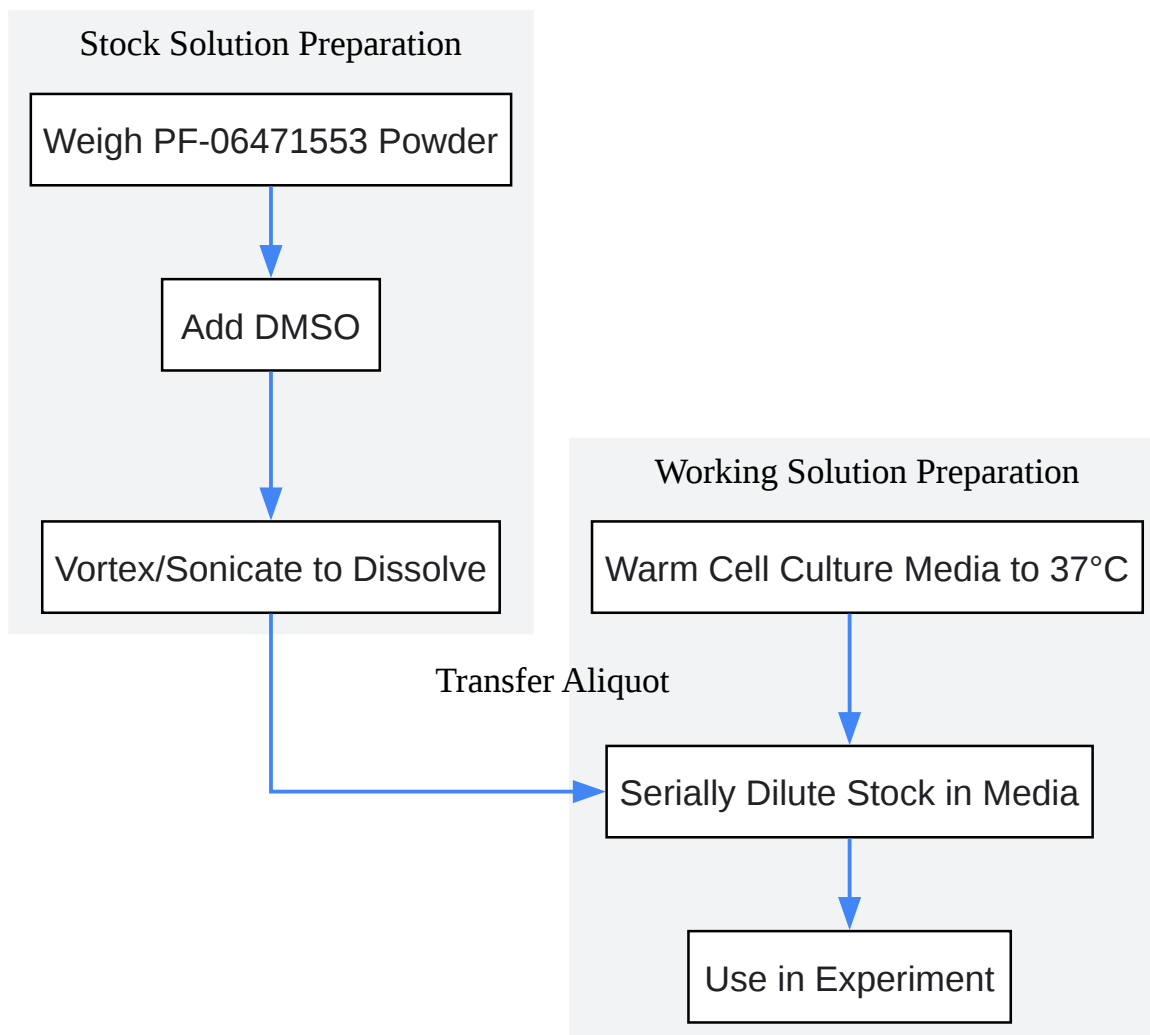 Stock Solution Preparation
Weigh PF-06471553 Powder
Add DMSO
Vortex/Sonicate to Dissolve
Transfer Aliquot
Working Solution Preparation
Warm Cell Culture Media to 37°C
Serially Dilute Stock in Media
Use in Experiment